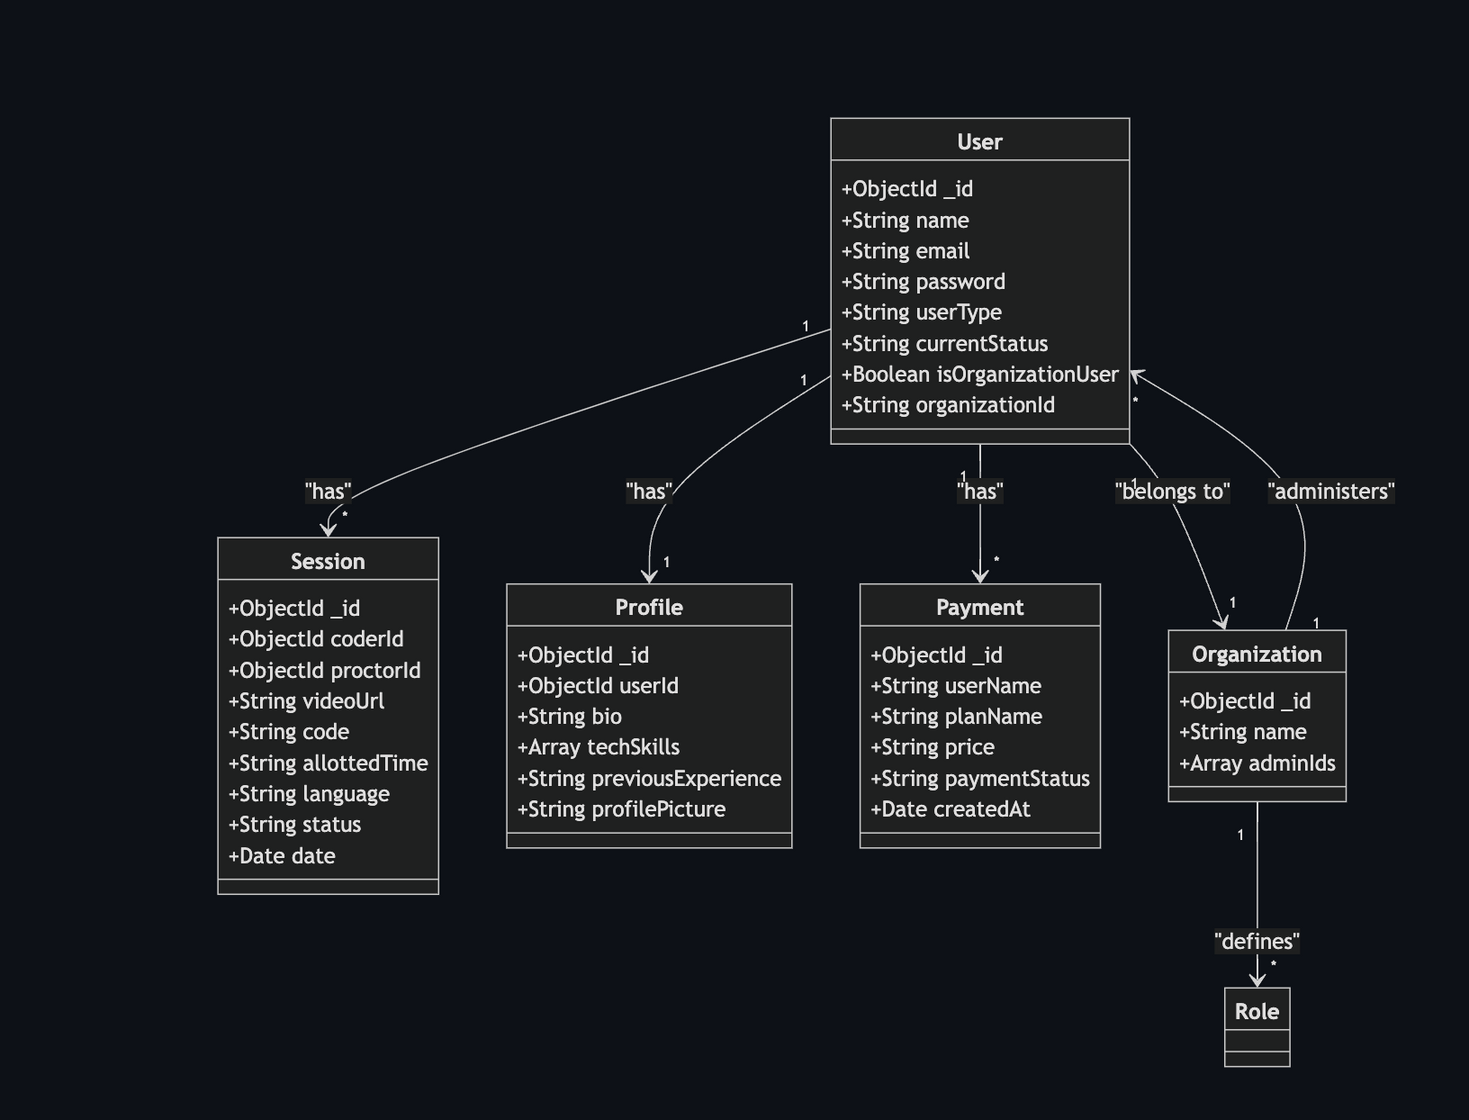 User
+ObjectId _id
+String name
+String email
+String password
+String userType
+String currentStatus
+Boolean isOrganizationUser
+String organizationId
1
1
*
1
1
"has"
"has"
"has"
"belongs to"
"administers"
*
1
*
1
1
Session
+ObjectId _id
+ObjectId coderId
+ObjectId proctorId
+String videoUrl
+String code
+String allottedTime
+String language
+String status
+Date date
Profile
+ObjectId _id
+ObjectId userId
+String bio
+Array techSkills
+String previousExperience
+String profilePicture
Payment
+ObjectId _id
+String userName
+String planName
+String price
+String paymentStatus
+Date createdAt
Organization
+ObjectId _id
+String name
+Array adminIds
1
"defines"
*
Role